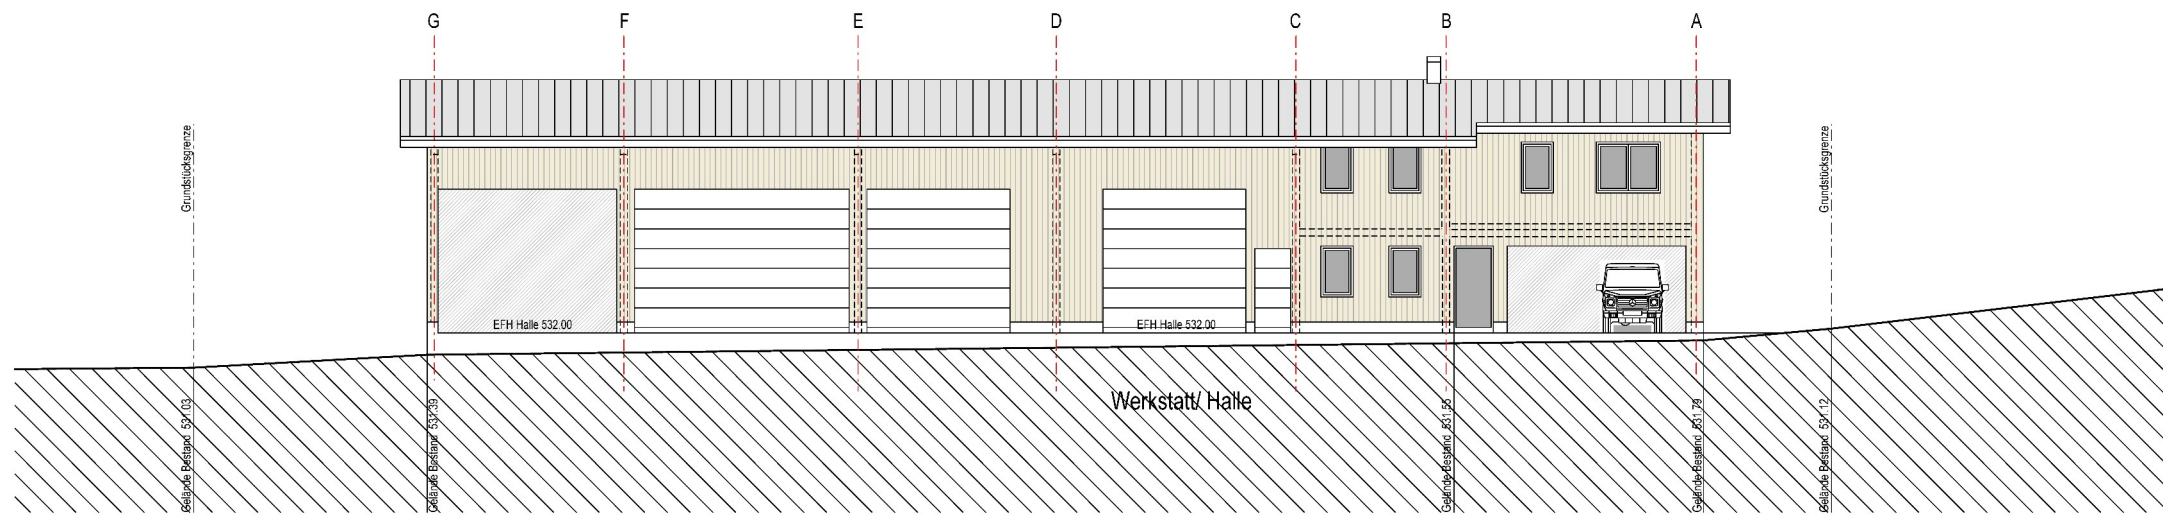 G F E D C B A
Grundstücksgrenze
Grundstücksgrenze
EFH Halle 532.00
EFH Halle 532.00
Werkstatt/ Halle
Gelände Bestand 531.03
Gelände Bestand 531.39
Gelände Bestand 531.55
Gelände Bestand 531.79
Gelände Bestand 531.12